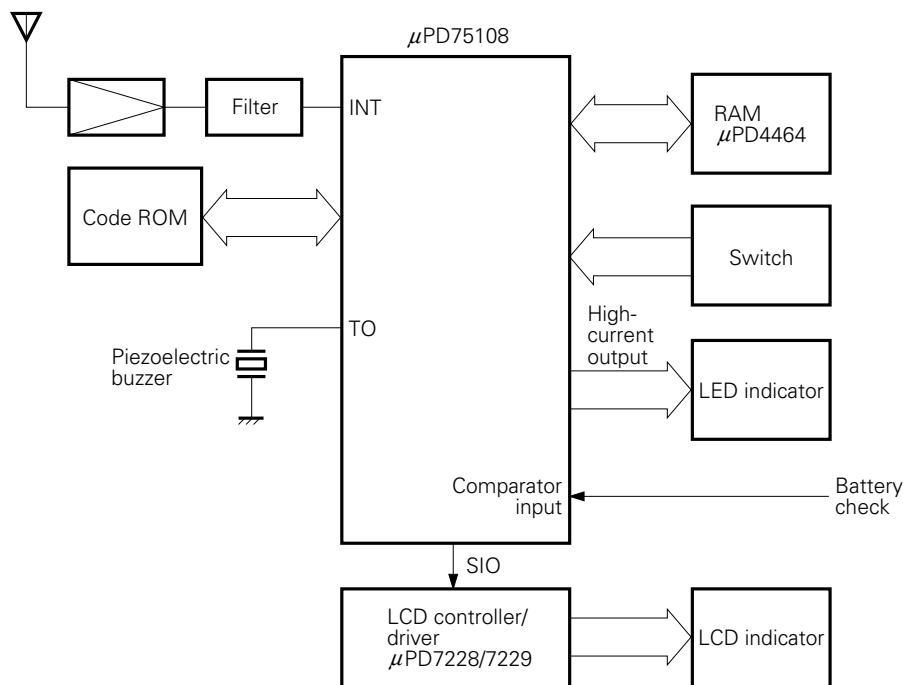 μPD75108
Filter
INT
RAM
μPD4464
Code ROM
Switch
TO
High-
current
output
Piezoelectric
buzzer
LED indicator
Comparator
input
Battery
check
SIO
LCD controller/
driver
μPD7228/7229
LCD indicator